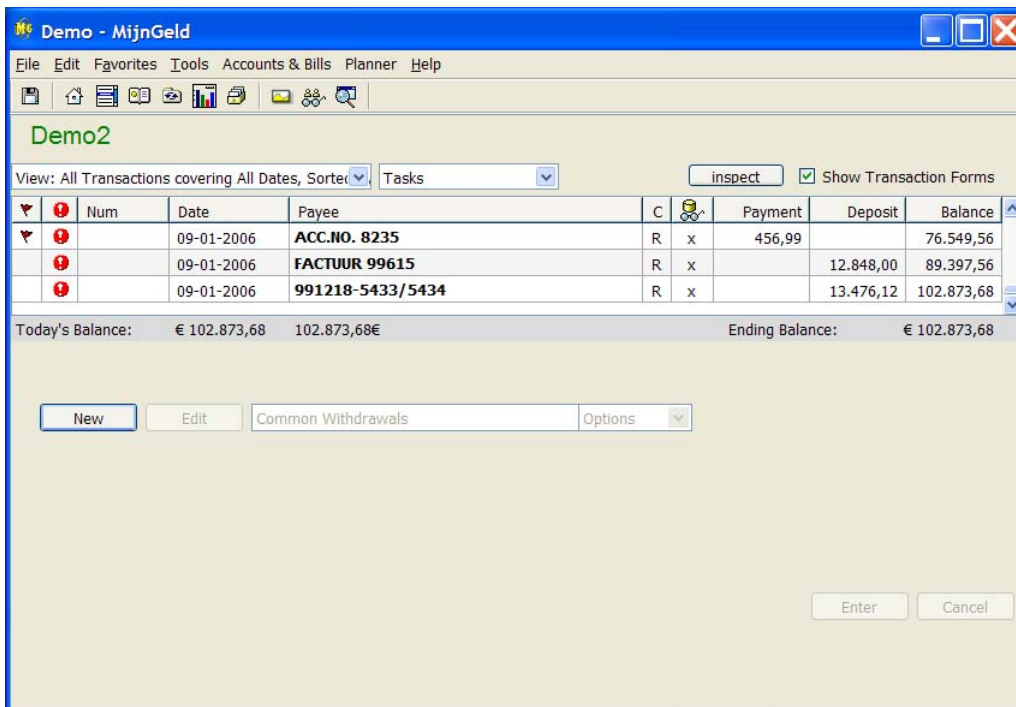 Demo - MijnGeld
File Edit Favorites Tools Accounts & Bills Planner Help
Demo2
View: All Transactions covering All Dates, Sorted Tasks inspect Show Transaction Forms
! Num Date Payee C Payment Deposit Balance
! 09-01-2006 ACC.NO. 8235 R x 456,99 76.549,56
! 09-01-2006 FACTUUR 99615 R x 12.848,00 89.397,56
! 09-01-2006 991218-5433/5434 R x 13.476,12 102.873,68
Today's Balance: € 102.873,68 102.873,68€ Ending Balance: € 102.873,68
New Edit Common Withdrawals Options
Enter Cancel